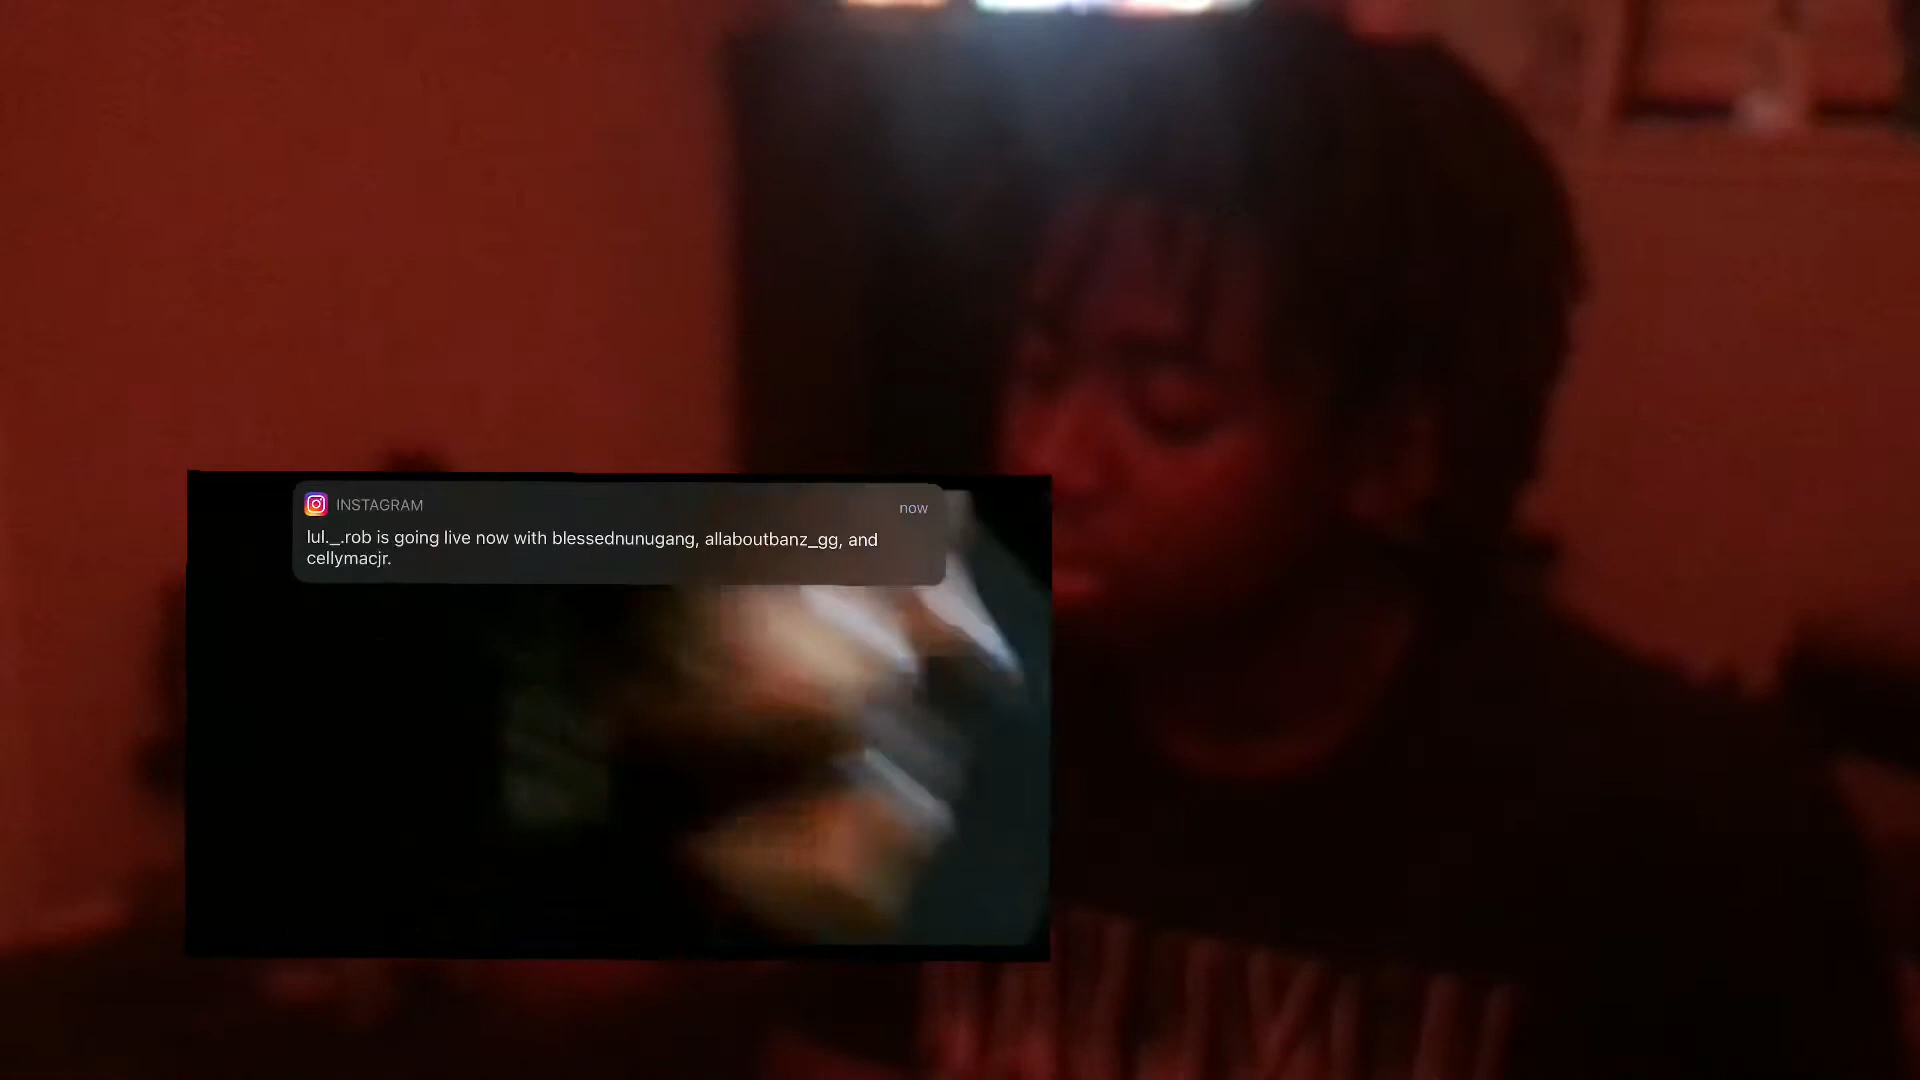 INSTAGRAM
now
lul._.rob is going live now with blessednunugang, allaboutbanz_gg, and
cellymacjr.